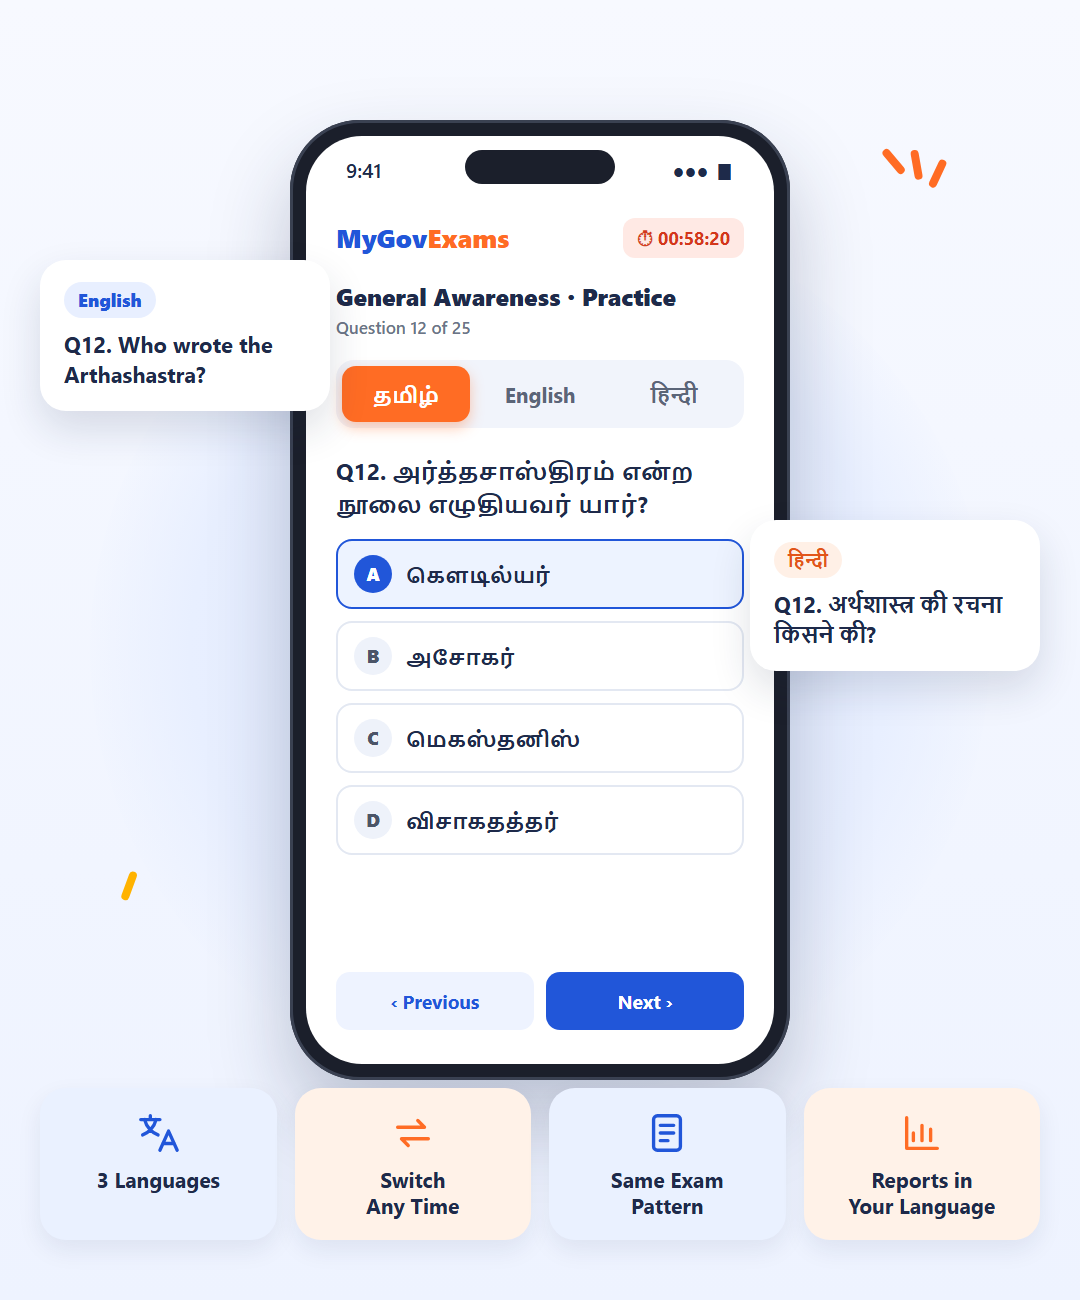 9:41
MyGovExams
00:58:20
General Awareness • Practice
Question 12 of 25
English
Q12. Who wrote the
Arthashastra?
தமிழ்
English
हिन्दी
Q12. அர்த்தசாஸ்திரம் என்ற
நூலை எழுதியவர் யார்?
A கௌடில்யர்
B அசோகர்
C மெகஸ்தனிஸ்
D விசாகதத்தர்
हिन्दी
Q12. अर्थशास्त्र की रचना
किसने की?
‹ Previous
Next ›
3 Languages
Switch
Any Time
Same Exam
Pattern
Reports in
Your Language